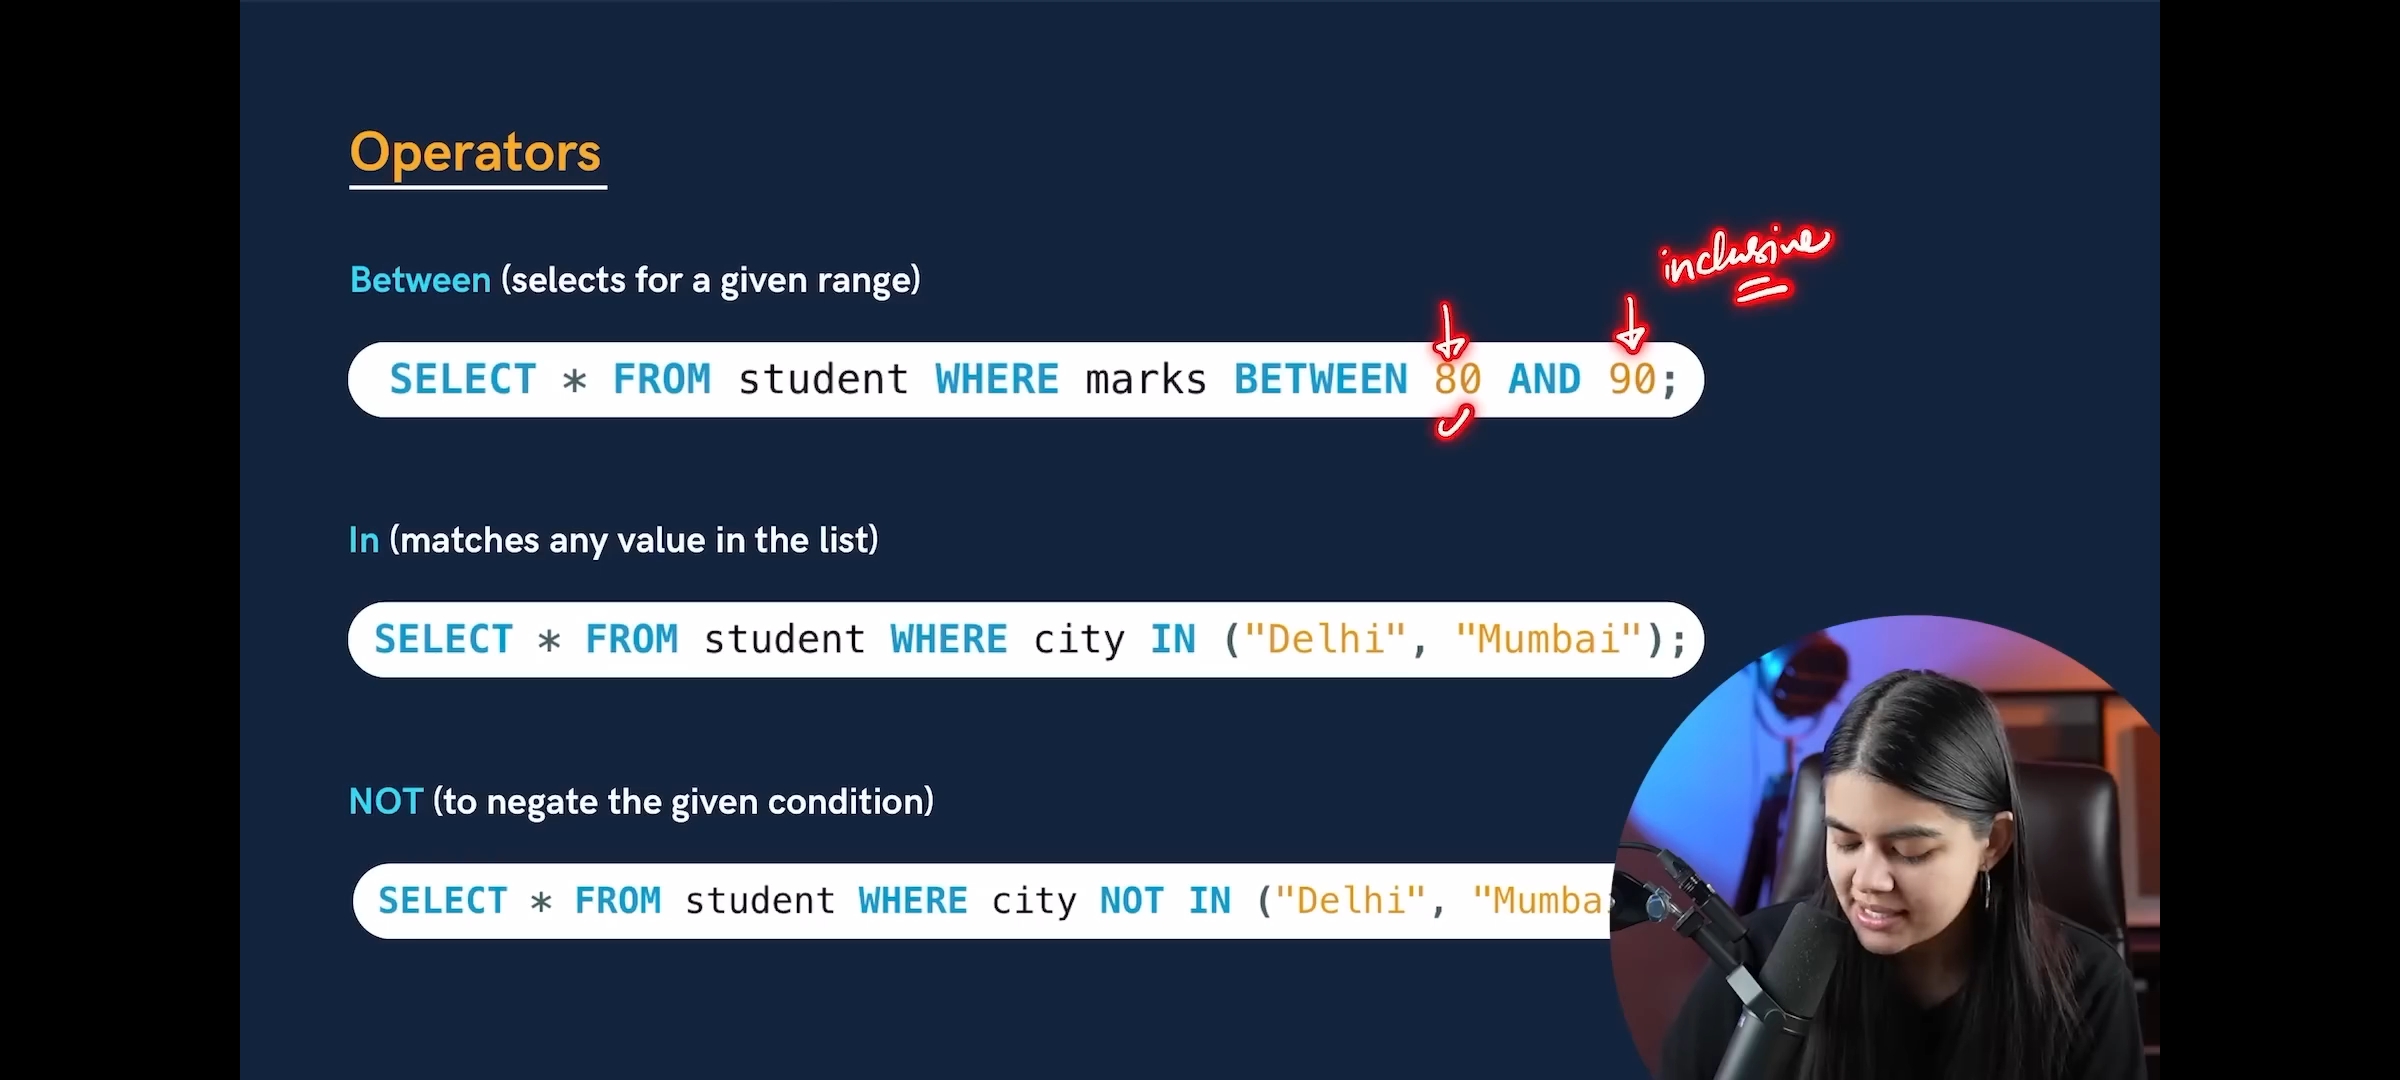 Operators
inclusive
Between (selects for a given range)
SELECT * FROM student WHERE marks BETWEEN 80 AND 90;
In (matches any value in the list)
SELECT * FROM student WHERE city IN ("Delhi", "Mumbai");
NOT (to negate the given condition)
SELECT * FROM student WHERE city NOT IN ("Delhi", "Mumba